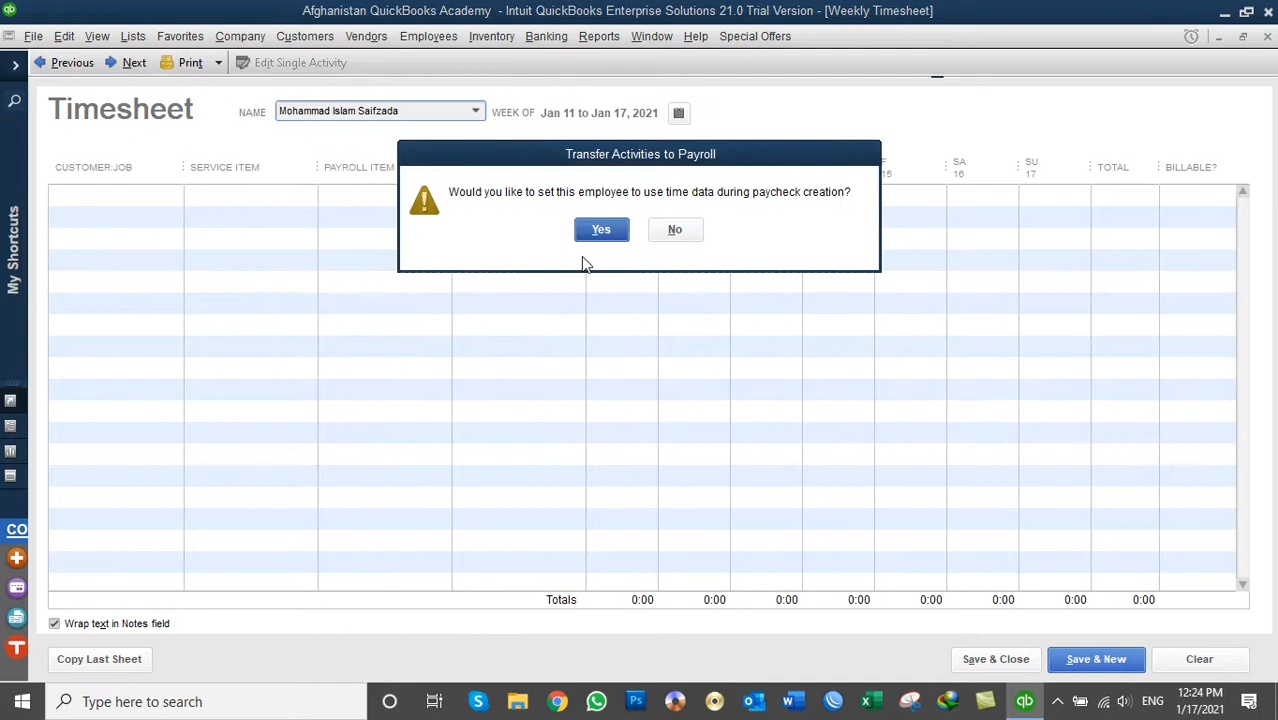 Afghanistan QuickBooks Academy - Intuit QuickBooks Enterprise Solutions 21.0 Trial Version - [Weekly Timesheet]
File Edit View Lists Favorites Company Customers Vendors Employees Inventory Banking Reports Window Help Special Offers
Previous Next Print Edit Single Activity
Timesheet NAME Mohammad Islam Saifzada WEEK OF Jan 11 to Jan 17, 2021
Transfer Activities to Payroll
Would you like to set this employee to use time data during paycheck creation?
Yes No
CUSTOMER:JOB SERVICE ITEM PAYROLL ITEM 15 SA 16 SU 17 TOTAL BILLABLE?
My Shortcuts
CO
Totals 0:00 0:00 0:00 0:00 0:00 0:00 0:00 0:00
Wrap text in Notes field
Copy Last Sheet Save & Close Save & New Clear
Type here to search
ENG
12:24 PM
1/17/2021